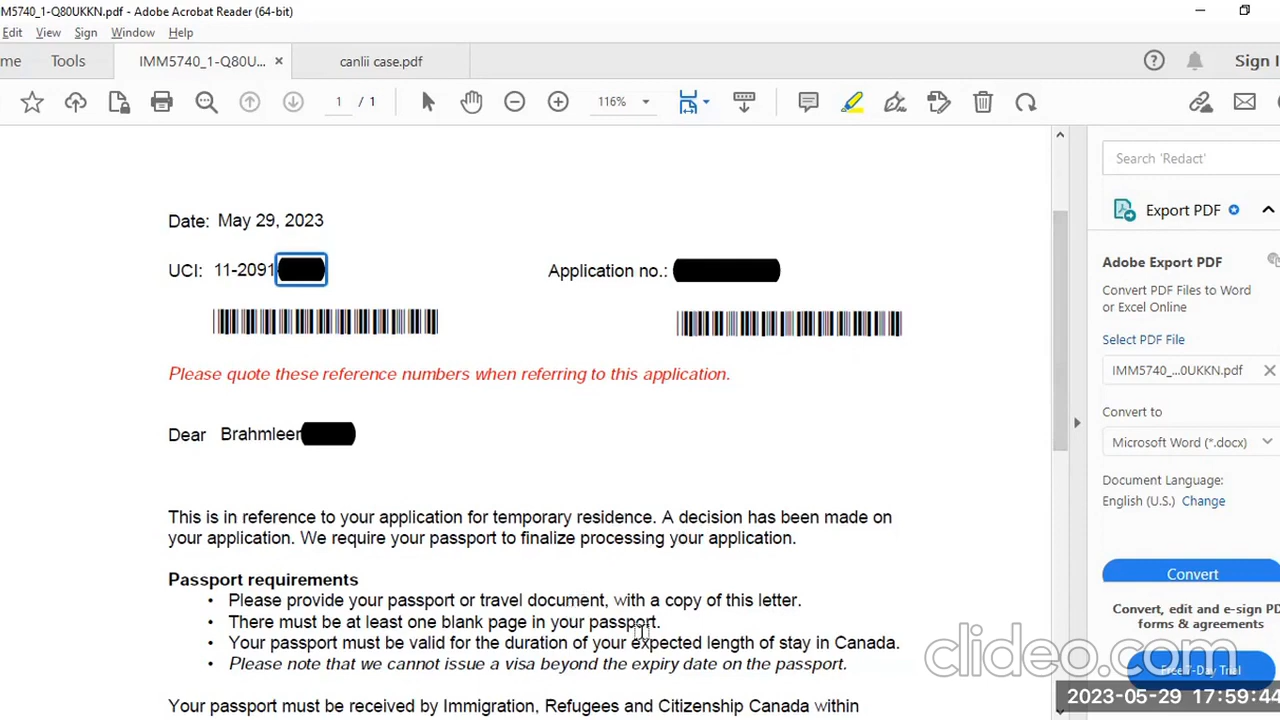 M5740_1-Q80UKKN.pdf - Adobe Acrobat Reader (64-bit)
Edit View Sign Window Help
me Tools IMM5740_1-Q80U... × canlii case.pdf Sign I
1 / 1 116%
Search 'Redact'
Date: May 29, 2023
Export PDF
UCI: 11-2091 Application no.:
Adobe Export PDF
Convert PDF Files to Word
or Excel Online
Select PDF File
Please quote these reference numbers when referring to this application.
IMM5740_...0UKKN.pdf
Convert to
Dear Brahmleen
Microsoft Word (*.docx)
Document Language:
English (U.S.) Change
This is in reference to your application for temporary residence. A decision has been made on
your application. We require your passport to finalize processing your application.
Convert
Passport requirements
• Please provide your passport or travel document, with a copy of this letter.
• There must be at least one blank page in your passport.
• Your passport must be valid for the duration of your expected length of stay in Canada.
• Please note that we cannot issue a visa beyond the expiry date on the passport.
Convert, edit and e-sign PD
forms & agreements
Free 7-Day Trial
clideo.com
2023-05-29 17:59:44
Your passport must be received by Immigration, Refugees and Citizenship Canada within